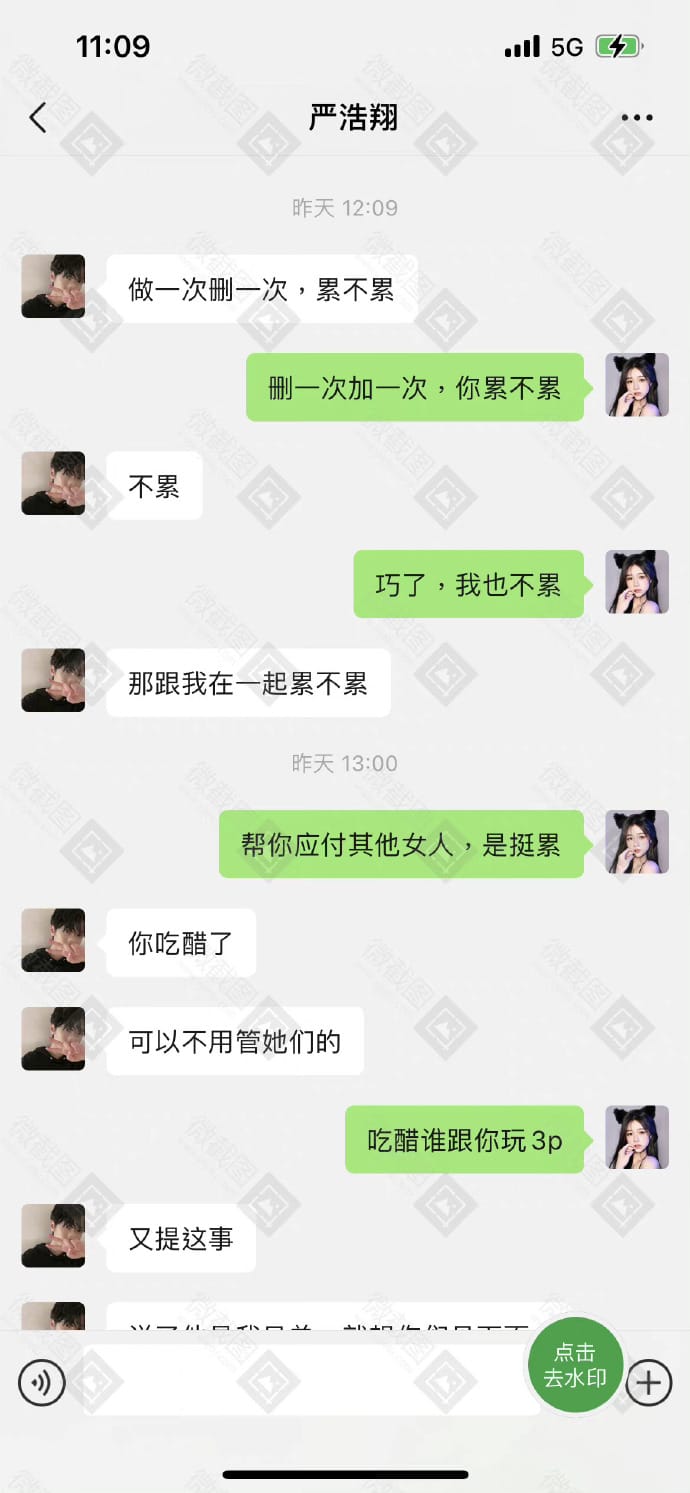 11:09
5G
严浩翔
昨天 12:09
做一次删一次，累不累
删一次加一次，你累不累
不累
巧了，我也不累
那跟我在一起累不累
昨天 13:00
帮你应付其他女人，是挺累
你吃醋了
可以不用管她们的
吃醋谁跟你玩3p
又提这事
点击
去水印
微截图